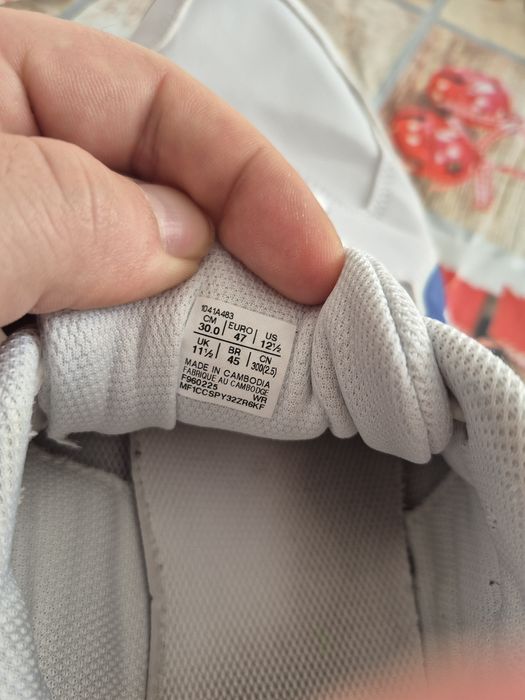 1041A483
CM EURO US
30.0 47 12½
UK BR CN
11½ 45 300(2.5)
MADE IN CAMBODIA
FABRIQUE AU CAMBODGE
F960225 WR
MF1CCSPY32ZR6KF